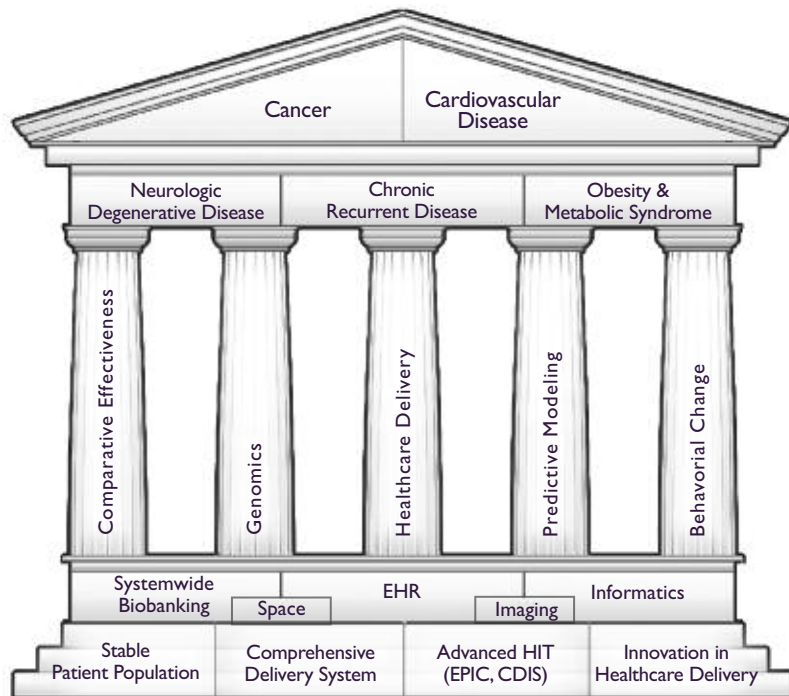 Cancer
Cardiovascular
Disease
Neurologic
Degenerative Disease
Chronic
Recurrent Disease
Obesity &
Metabolic Syndrome
Comparative Effectiveness
Genomics
Healthcare Delivery
Predictive Modeling
Behavorial Change
Systemwide
Biobanking
EHR
Informatics
Space
Imaging
Stable
Patient Population
Comprehensive
Delivery System
Advanced HIT
(EPIC, CDIS)
Innovation in
Healthcare Delivery